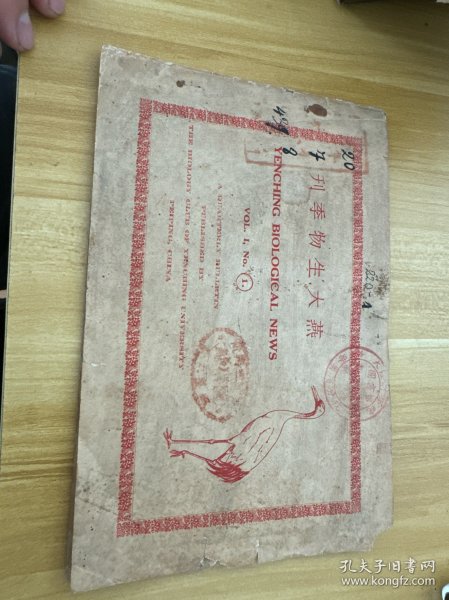 燕大生物季刊
YENCHING BIOLOGICAL NEWS
VOL. I, No. 1
A QUARTERLY BULLETIN
PUBLISHED BY
THE BIOLOGY CLUB OF YENCHING UNIVERSITY
PEIPING, CHINA
20
孔夫子旧书网
www.kongfz.com